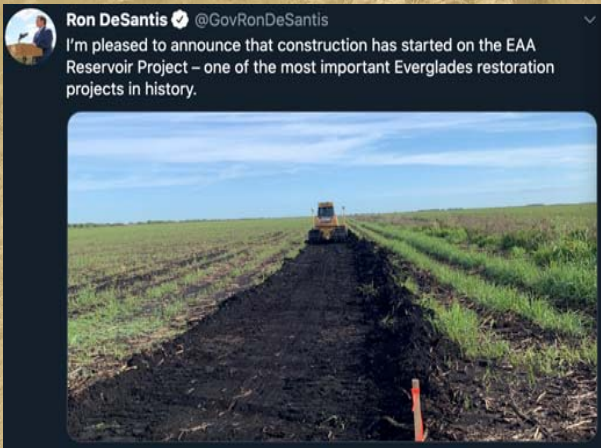 Ron DeSantis @GovRonDeSantis
I'm pleased to announce that construction has started on the EAA
Reservoir Project – one of the most important Everglades restoration
projects in history.